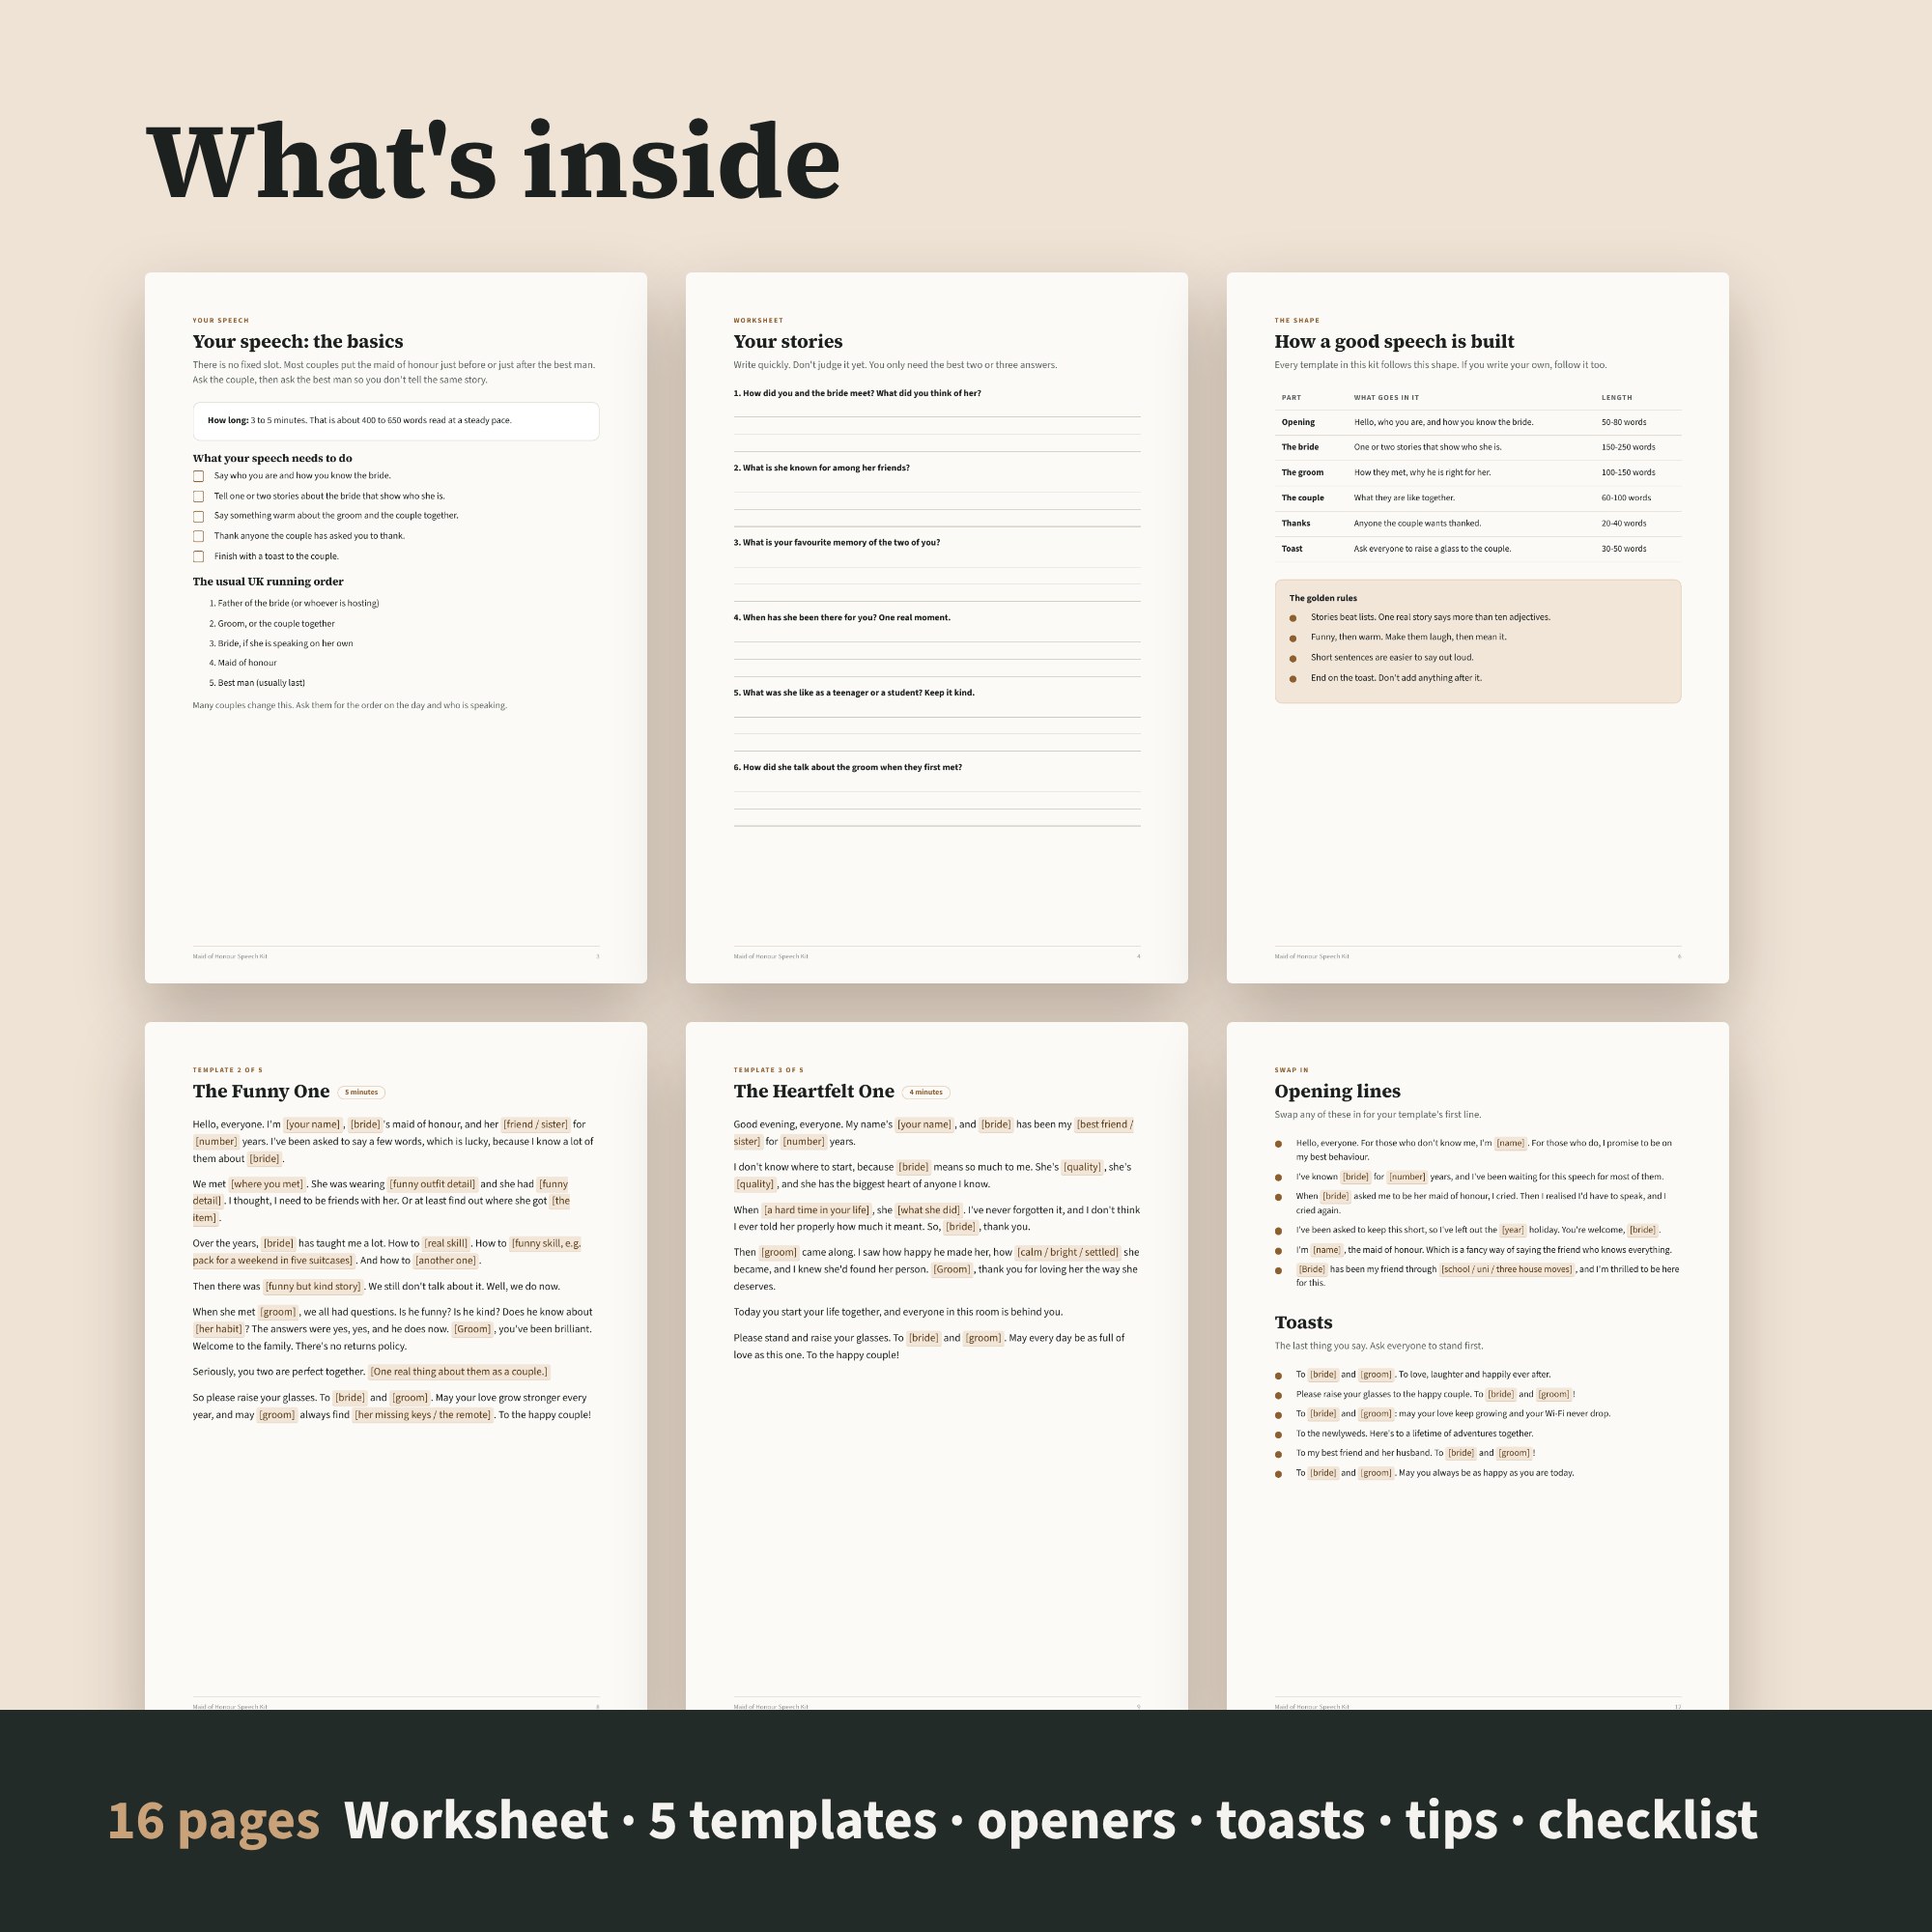 What's inside
YOUR SPEECH
Your speech: the basics
There is no fixed slot. Most couples put the maid of honour just before or just after the best man.
Ask the couple, then ask the best man so you don't tell the same story.
How long: 3 to 5 minutes. That is about 400 to 650 words read at a steady pace.
What your speech needs to do
Say who you are and how you know the bride.
Tell one or two stories about the bride that show who she is.
Say something warm about the groom and the couple together.
Thank anyone the couple has asked you to thank.
Finish with a toast to the couple.
The usual UK running order
1. Father of the bride (or whoever is hosting)
2. Groom, or the couple together
3. Bride, if she is speaking on her own
4. Maid of honour
5. Best man (usually last)
Many couples change this. Ask them for the order on the day and who is speaking.
Maid of Honour Speech Kit 3
WORKSHEET
Your stories
Write quickly. Don't judge it yet. You only need the best two or three answers.
1. How did you and the bride meet? What did you think of her?
2. What is she known for among her friends?
3. What is your favourite memory of the two of you?
4. When has she been there for you? One real moment.
5. What was she like as a teenager or a student? Keep it kind.
6. How did she talk about the groom when they first met?
Maid of Honour Speech Kit 4
THE SHAPE
How a good speech is built
Every template in this kit follows this shape. If you write your own, follow it too.
PART WHAT GOES IN IT LENGTH
Opening Hello, who you are, and how you know the bride. 50-80 words
The bride One or two stories that show who she is. 150-250 words
The groom How they met, why he is right for her. 100-150 words
The couple What they are like together. 60-100 words
Thanks Anyone the couple wants thanked. 20-40 words
Toast Ask everyone to raise a glass to the couple. 30-50 words
The golden rules
Stories beat lists. One real story says more than ten adjectives.
Funny, then warm. Make them laugh, then mean it.
Short sentences are easier to say out loud.
End on the toast. Don't add anything after it.
Maid of Honour Speech Kit 6
TEMPLATE 2 OF 5
The Funny One 5 minutes
Hello, everyone. I'm [your name], [bride]'s maid of honour, and her [friend / sister] for
[number] years. I've been asked to say a few words, which is lucky, because I know a lot of
them about [bride].
We met [where you met]. She was wearing [funny outfit detail] and she had [funny
detail]. I thought, I need to be friends with her. Or at least find out where she got [the
item].
Over the years, [bride] has taught me a lot. How to [real skill]. How to [funny skill, e.g.
pack for a weekend in five suitcases]. And how to [another one].
Then there was [funny but kind story]. We still don't talk about it. Well, we do now.
When she met [groom], we all had questions. Is he funny? Is he kind? Does he know about
[her habit]? The answers were yes, yes, and he does now. [Groom], you've been brilliant.
Welcome to the family. There's no returns policy.
Seriously, you two are perfect together. [One real thing about them as a couple.]
So please raise your glasses. To [bride] and [groom]. May your love grow stronger every
year, and may [groom] always find [her missing keys / the remote]. To the happy couple!
Maid of Honour Speech Kit 8
TEMPLATE 3 OF 5
The Heartfelt One 4 minutes
Good evening, everyone. My name's [your name], and [bride] has been my [best friend /
sister] for [number] years.
I don't know where to start, because [bride] means so much to me. She's [quality], she's
[quality], and she has the biggest heart of anyone I know.
When [a hard time in your life], she [what she did]. I've never forgotten it, and I don't think
I ever told her properly how much it meant. So, [bride], thank you.
Then [groom] came along. I saw how happy he made her, how [calm / bright / settled] she
became, and I knew she'd found her person. [Groom], thank you for loving her the way she
deserves.
Today you start your life together, and everyone in this room is behind you.
Please stand and raise your glasses. To [bride] and [groom]. May every day be as full of
love as this one. To the happy couple!
Maid of Honour Speech Kit 9
SWAP IN
Opening lines
Swap any of these in for your template's first line.
Hello, everyone. For those who don't know me, I'm [name]. For those who do, I promise to be on
my best behaviour.
I've known [bride] for [number] years, and I've been waiting for this speech for most of them.
When [bride] asked me to be her maid of honour, I cried. Then I realised I'd have to speak, and I
cried again.
I've been asked to keep this short, so I've left out the [year] holiday. You're welcome, [bride].
I'm [name], the maid of honour. Which is a fancy way of saying the friend who knows everything.
[Bride] has been my friend through [school / uni / three house moves], and I'm thrilled to be here
for this.
Toasts
The last thing you say. Ask everyone to stand first.
To [bride] and [groom]. To love, laughter and happily ever after.
Please raise your glasses to the happy couple. To [bride] and [groom]!
To [bride] and [groom]: may your love keep growing and your Wi-Fi never drop.
To the newlyweds. Here's to a lifetime of adventures together.
To my best friend and her husband. To [bride] and [groom]!
To [bride] and [groom]. May you always be as happy as you are today.
Maid of Honour Speech Kit 12
16 pages Worksheet · 5 templates · openers · toasts · tips · checklist